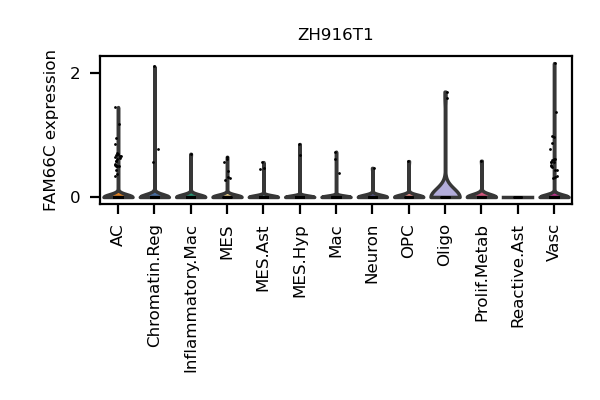 ZH916T1
FAM66C expression
2
0
AC
Chromatin.Reg
Inflammatory.Mac
MES
MES.Ast
MES.Hyp
Mac
Neuron
OPC
Oligo
Prolif.Metab
Reactive.Ast
Vasc